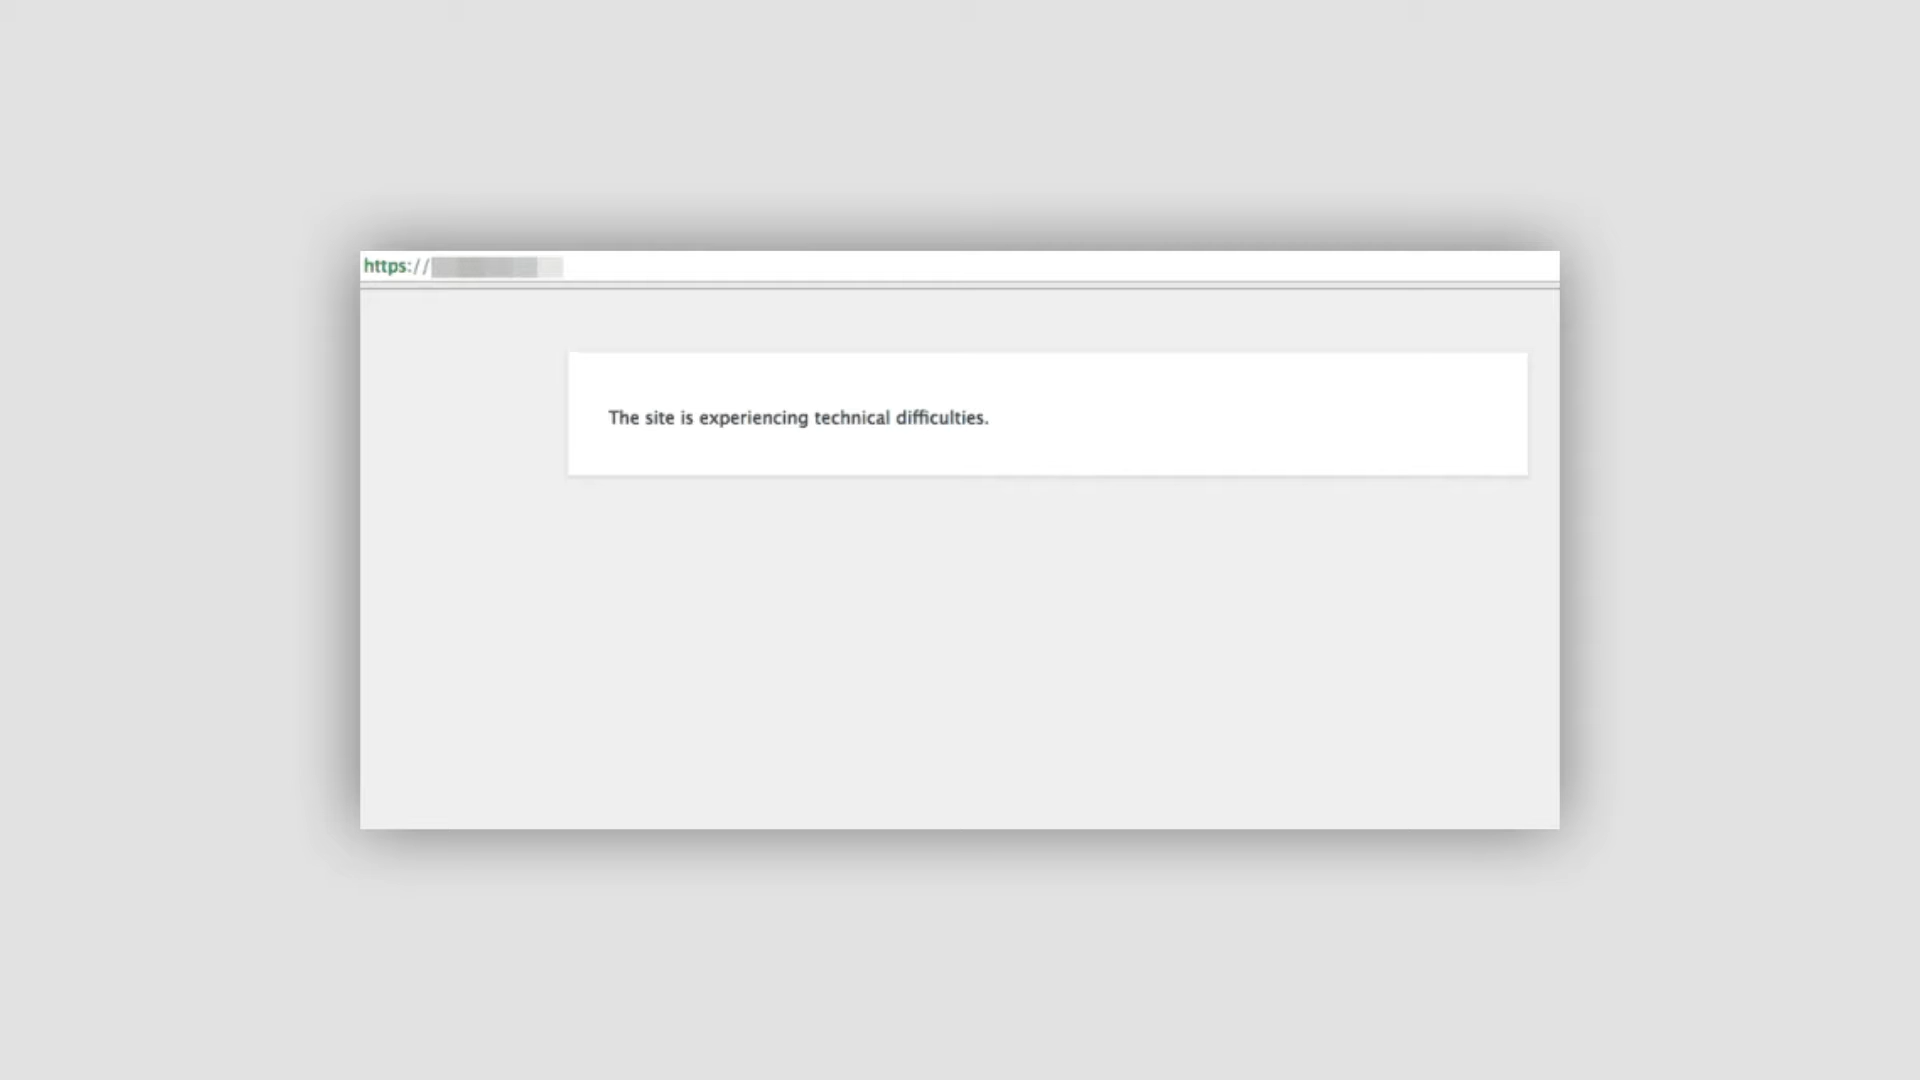 https://
The site is experiencing technical difficulties.